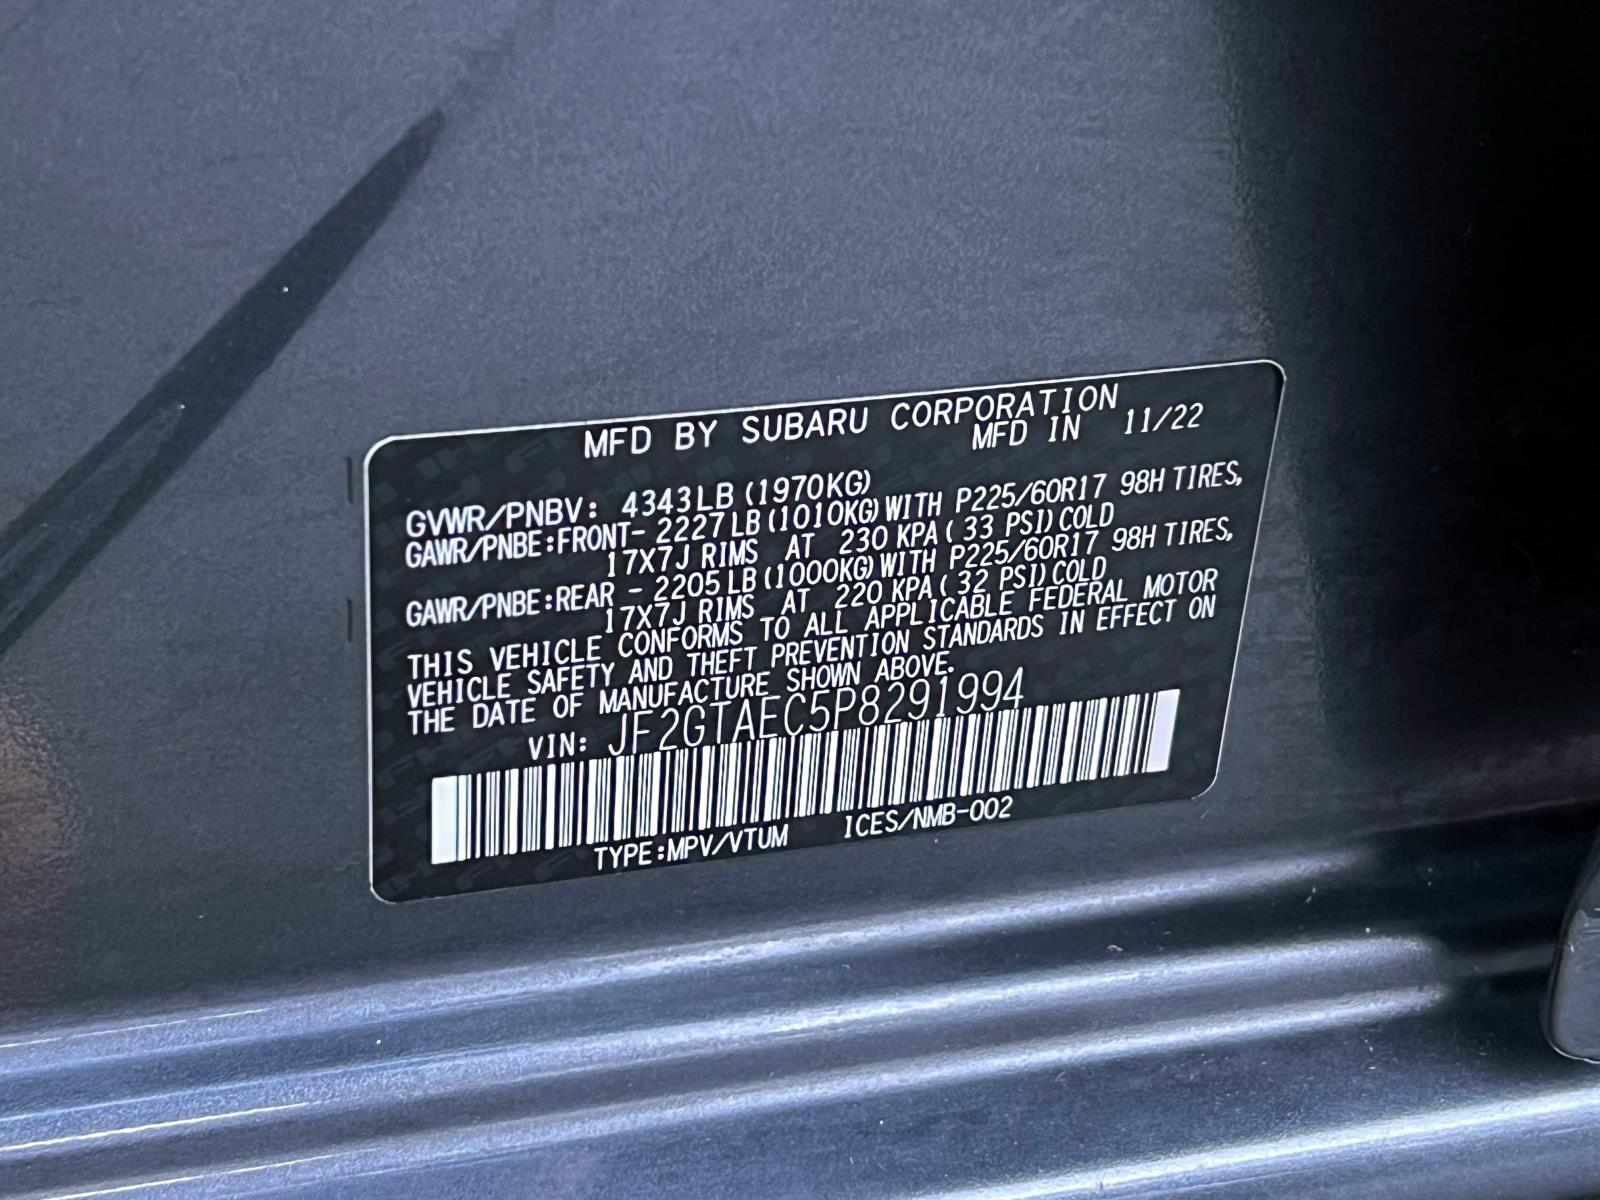 MFD BY SUBARU CORPORATION
MFD IN 11/22
GVWR/PNBV: 4343LB (1970KG)
GAWR/PNBE:FRONT- 2227LB (1010KG) WITH P225/60R17 98H TIRES,
17X7J RIMS AT 230 KPA (33 PSI) COLD
GAWR/PNBE:REAR - 2205LB (1000KG) WITH P225/60R17 98H TIRES,
17X7J RIMS AT 220 KPA (32 PSI) COLD
THIS VEHICLE CONFORMS TO ALL APPLICABLE FEDERAL MOTOR
VEHICLE SAFETY AND THEFT PREVENTION STANDARDS IN EFFECT ON
THE DATE OF MANUFACTURE SHOWN ABOVE.
VIN: JF2GTAEC5P8291994
TYPE:MPV/VTUM ICES/NMB-002